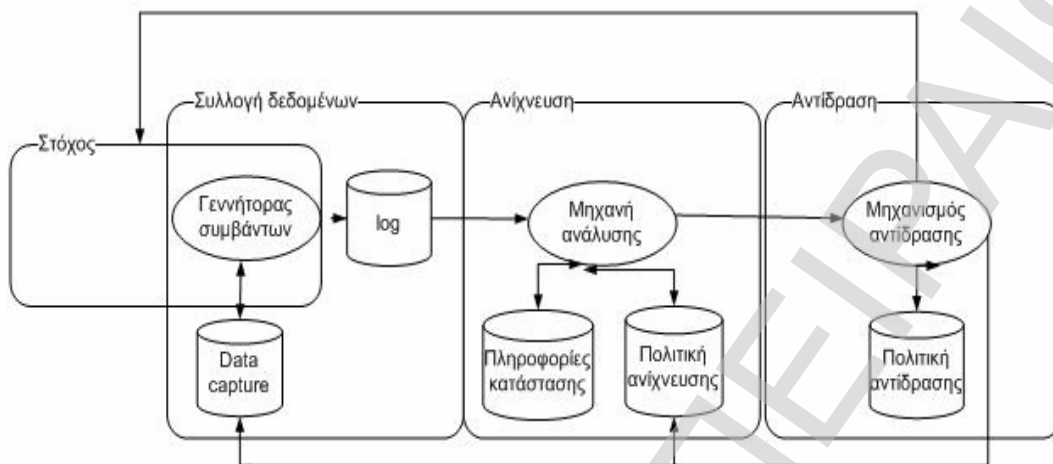 Συλλογή δεδομένων
Ανίχνευση
Αντίδραση
Στόχος
Γεννήτορας
συμβάντων
log
Μηχανή
ανάλυσης
Μηχανισμός
αντίδρασης
Data
capture
Πληροφορίες
κατάστασης
Πολιτική
ανίχνευσης
Πολιτική
αντίδρασης